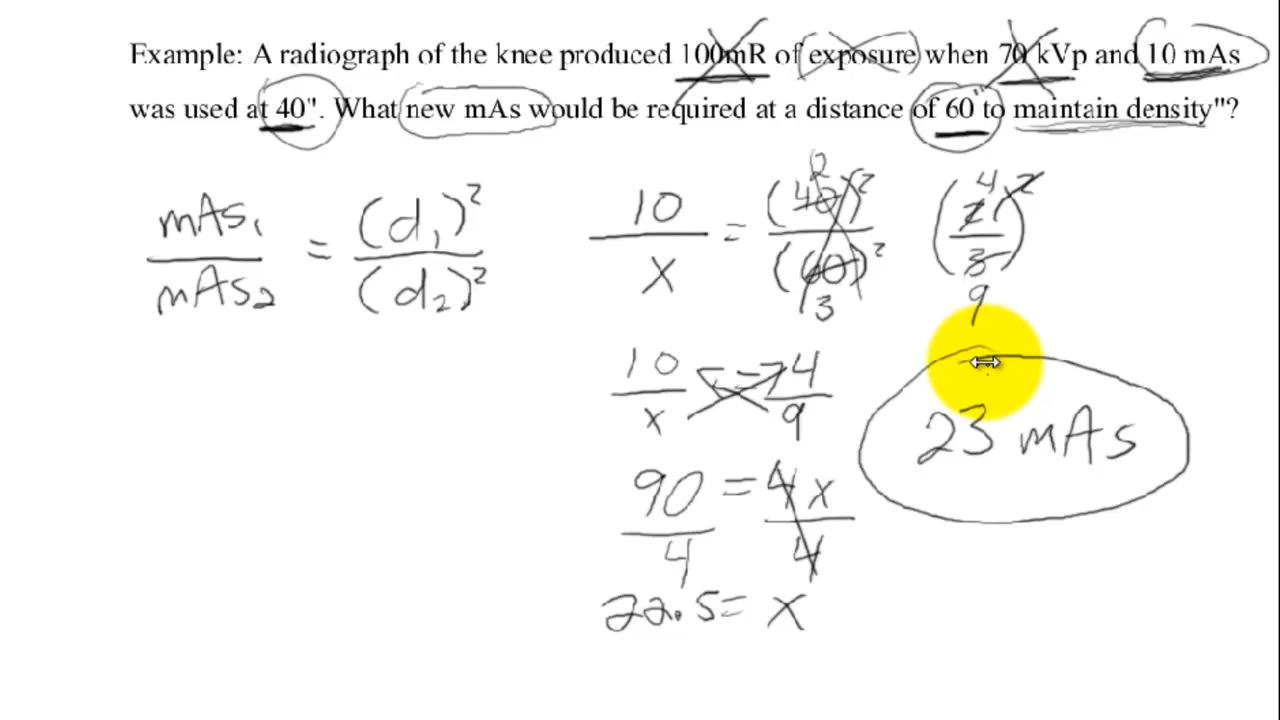 Example: A radiograph of the knee produced 100mR of exposure when 70 kVp and 10 mAs
was used at 40". What new mAs would be required at a distance of 60" to maintain density"?
mAs₁ / mAs₂ = (d₁)² / (d₂)²
10 / x = (40)² / (60)²
2
3
(2/3)²
4
9
10 / x = 4 / 9
90 / 4 = 4x / 4
22.5 = x
23 mAs